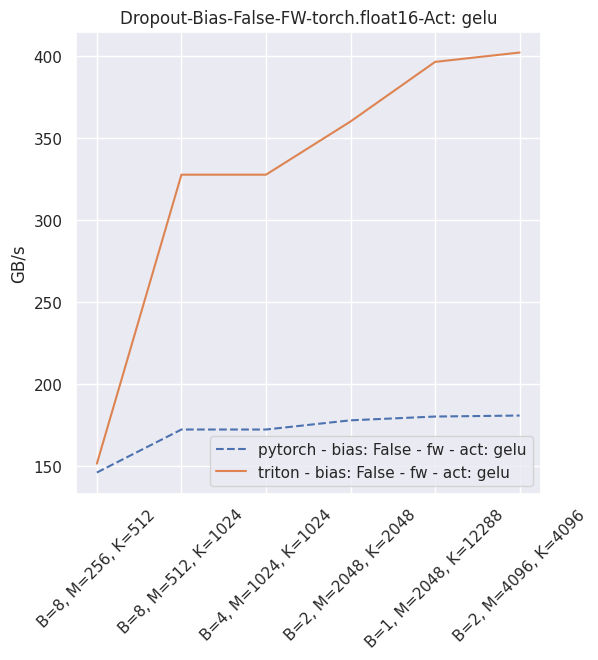 Dropout-Bias-False-FW-torch.float16-Act: gelu
400
350
300
250
200
150
GB/s
pytorch - bias: False - fw - act: gelu
triton - bias: False - fw - act: gelu
B=8, M=256, K=512
B=8, M=512, K=1024
B=4, M=1024, K=1024
B=2, M=2048, K=2048
B=1, M=2048, K=12288
B=2, M=4096, K=4096